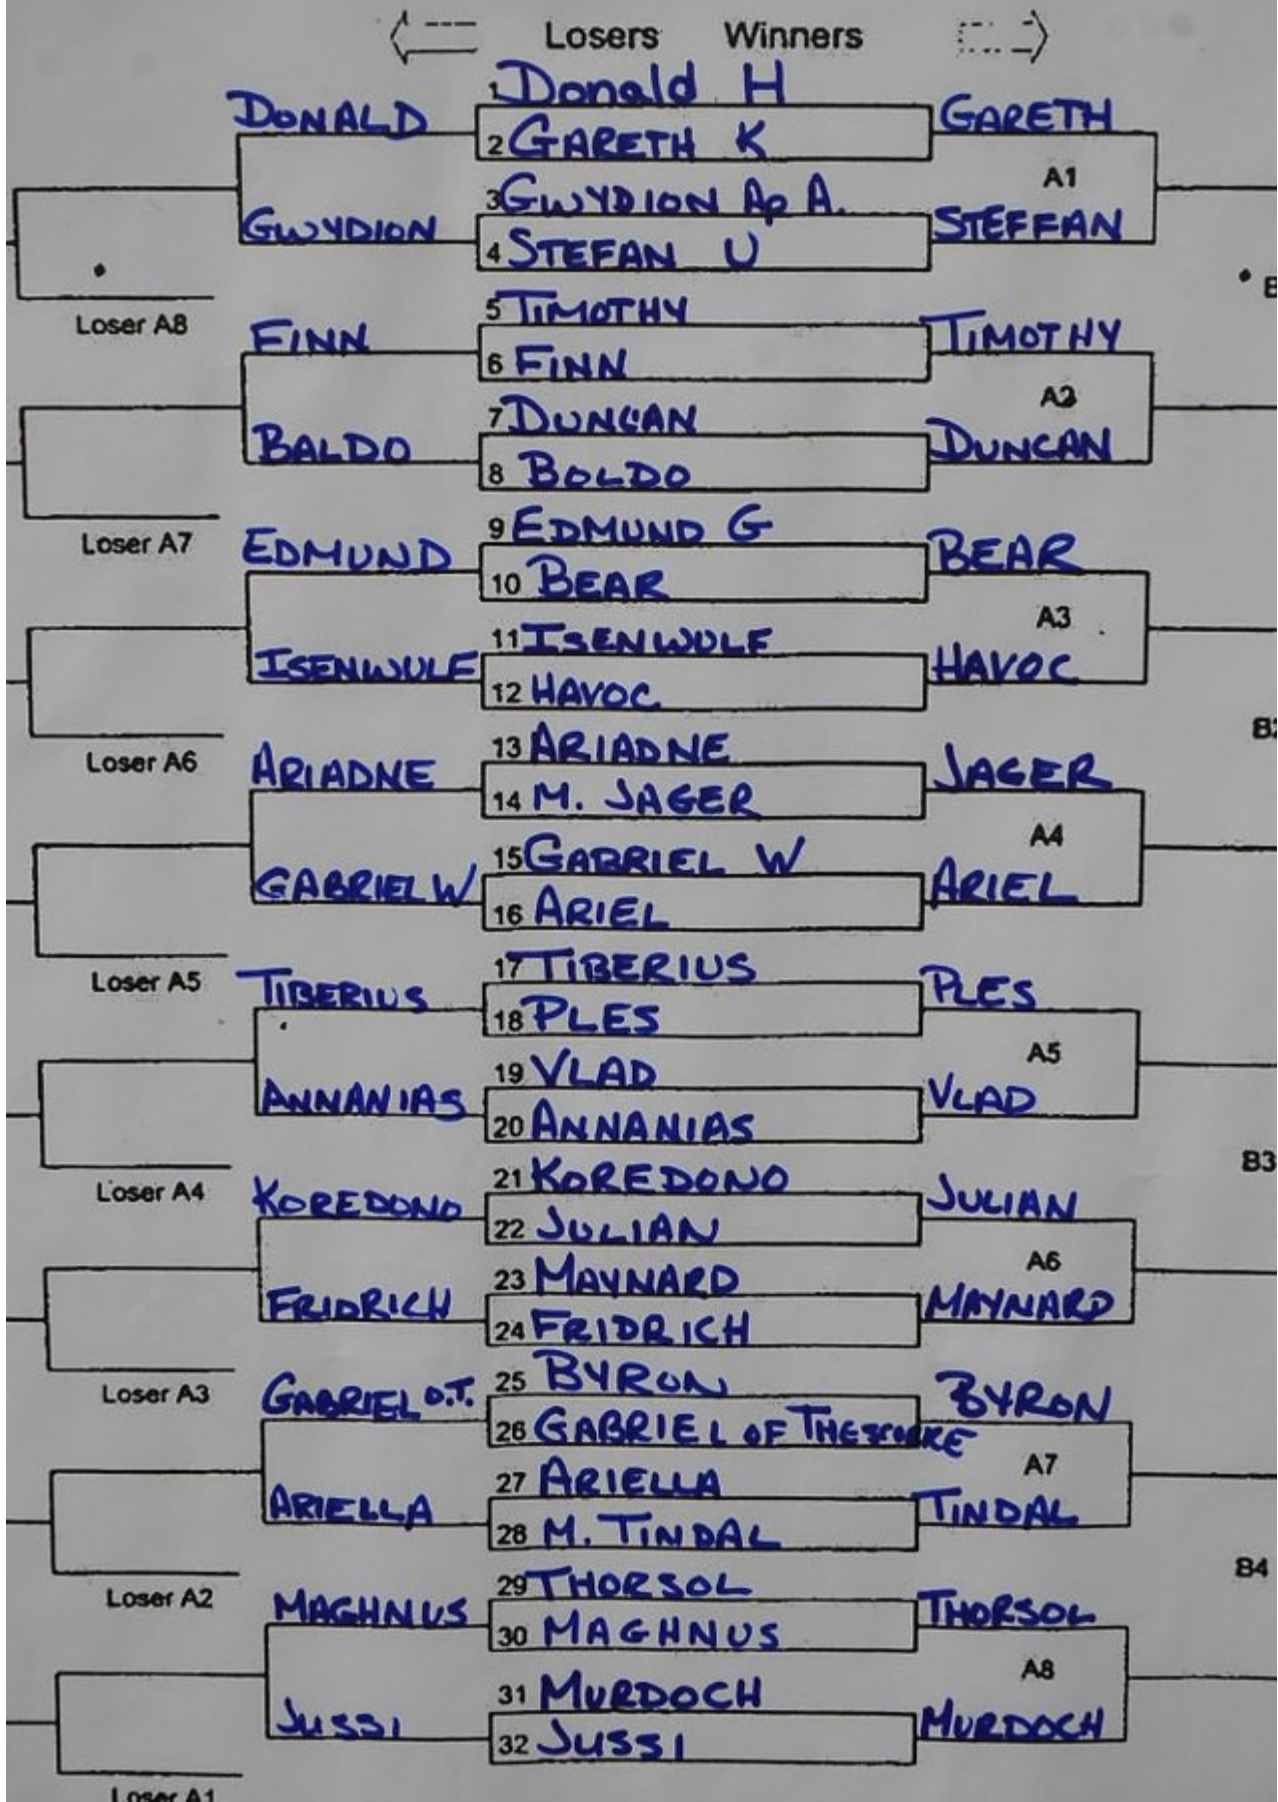 Losers Winners
1 Donald H
DONALD GARETH
2 GARETH K
A1
3 GWYDION Ap A.
GWYDION STEFFAN
4 STEFAN U
B
5 TIMOTHY
Loser A8
FINN TIMOTHY
6 FINN
A2
7 DUNCAN
BALDO DUNCAN
8 BOLDO
9 EDMUND G
Loser A7
EDMUND BEAR
10 BEAR
A3
11 ISENWULF
ISENWULF HAVOC
12 HAVOC
B2
13 ARIADNE
Loser A6
ARIADNE JAGER
14 M. JAGER
A4
15 GABRIEL W
GABRIEL W ARIEL
16 ARIEL
17 TIBERIUS
Loser A5
TIBERIUS PLES
18 PLES
A5
19 VLAD
ANNANIAS VLAD
20 ANNANIAS
B3
21 KOREDONO
Loser A4
KOREDONO JULIAN
22 JULIAN
A6
23 MAYNARD
FRIDRICH MAYNARD
24 FRIDRICH
25 BYRON
Loser A3
GABRIEL O.T. BYRON
26 GABRIEL OF
A7
27 ARIELLA
ARIELLA TINDAL
28 M. TINDAL
B4
29 THORSOL
Loser A2
MAGHNUS THORSOL
30 MAGHNUS
A8
31 MURDOCH
JUSSI MURDOCH
32 JUSSI
Loser A1